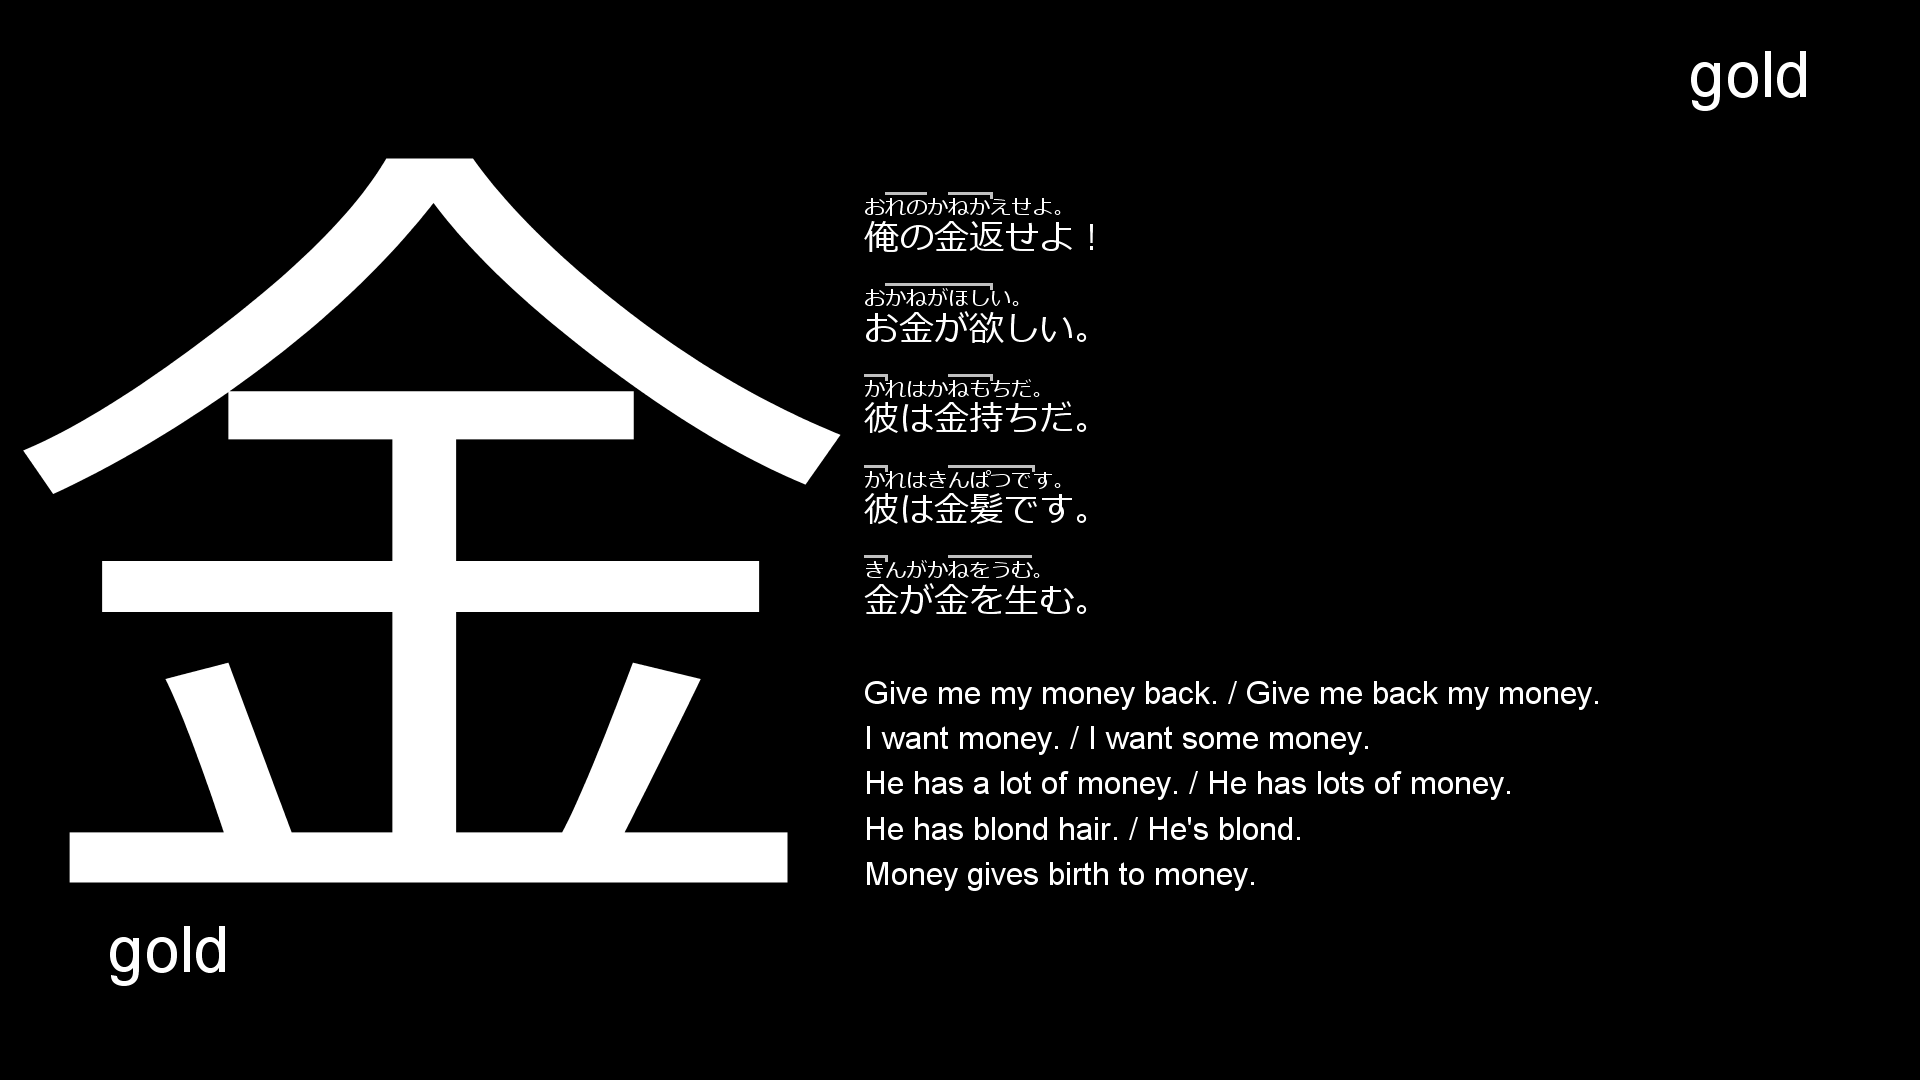 gold
金
おれのかねかえせよ。
俺の金返せよ！
おかねがほしい。
お金が欲しい。
かれはかねもちだ。
彼は金持ちだ。
かれはきんぱつです。
彼は金髪です。
きんがかねをうむ。
金が金を生む。
Give me my money back. / Give me back my money.
I want money. / I want some money.
He has a lot of money. / He has lots of money.
He has blond hair. / He's blond.
Money gives birth to money.
gold